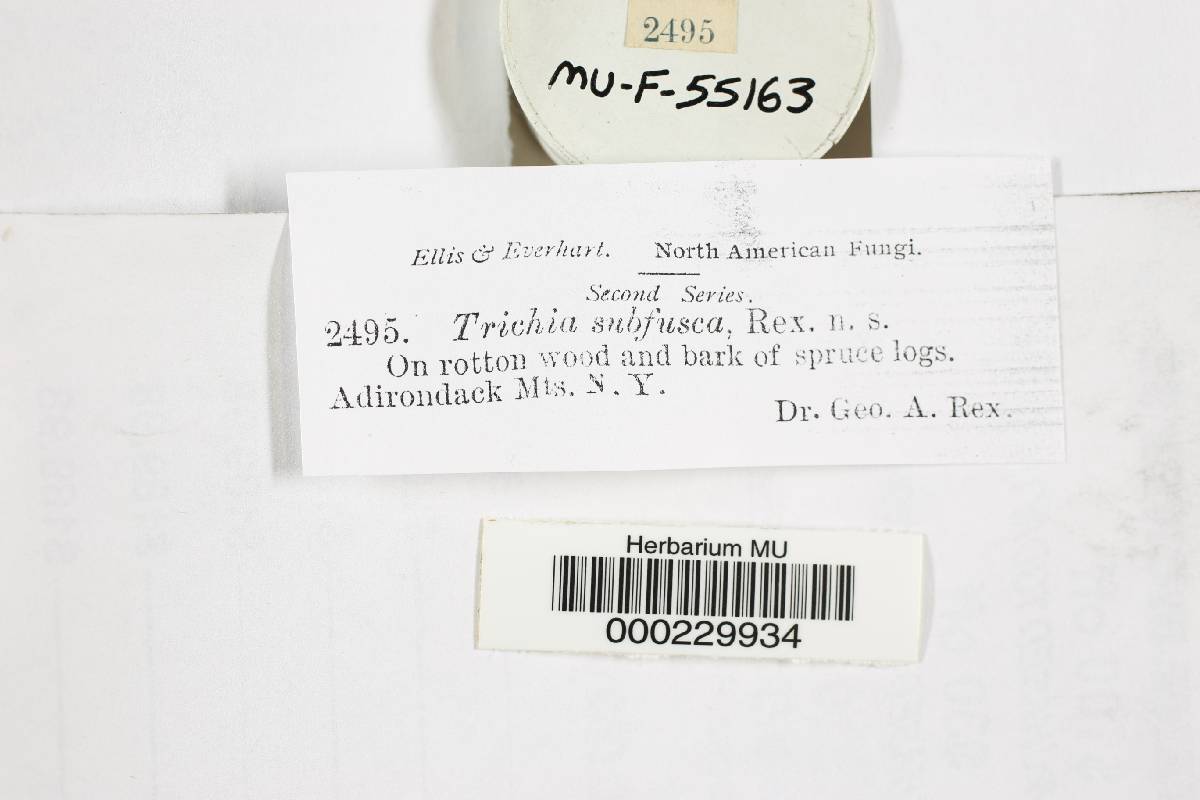 2495
MU-F-55163
Ellis & Everhart. North American Fungi.
Second Series.
2495. Trichia subfusca, Rex. n. s.
On rotton wood and bark of spruce logs.
Adirondack Mts. N. Y.
Dr. Geo. A. Rex.
Herbarium MU
000229934